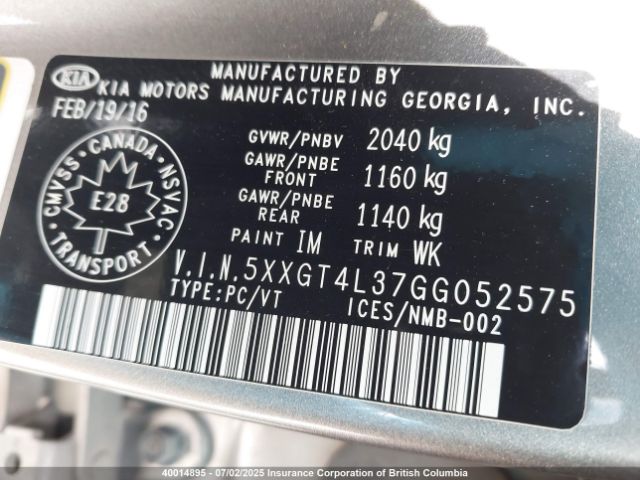 MANUFACTURED BY
KIA KIA MOTORS MANUFACTURING GEORGIA, INC.
FEB/19/16
GVWR/PNBV 2040 kg
GAWR/PNBE FRONT 1160 kg
GAWR/PNBE REAR 1140 kg
PAINT IM TRIM WK
CANADA CMVSS NSVAC
E28
TRANSPORT
V.I.N.5XXGT4L37GG052575
TYPE:PC/VT ICES/NMB-002
40014895 - 07/02/2025 Insurance Corporation of British Columbia